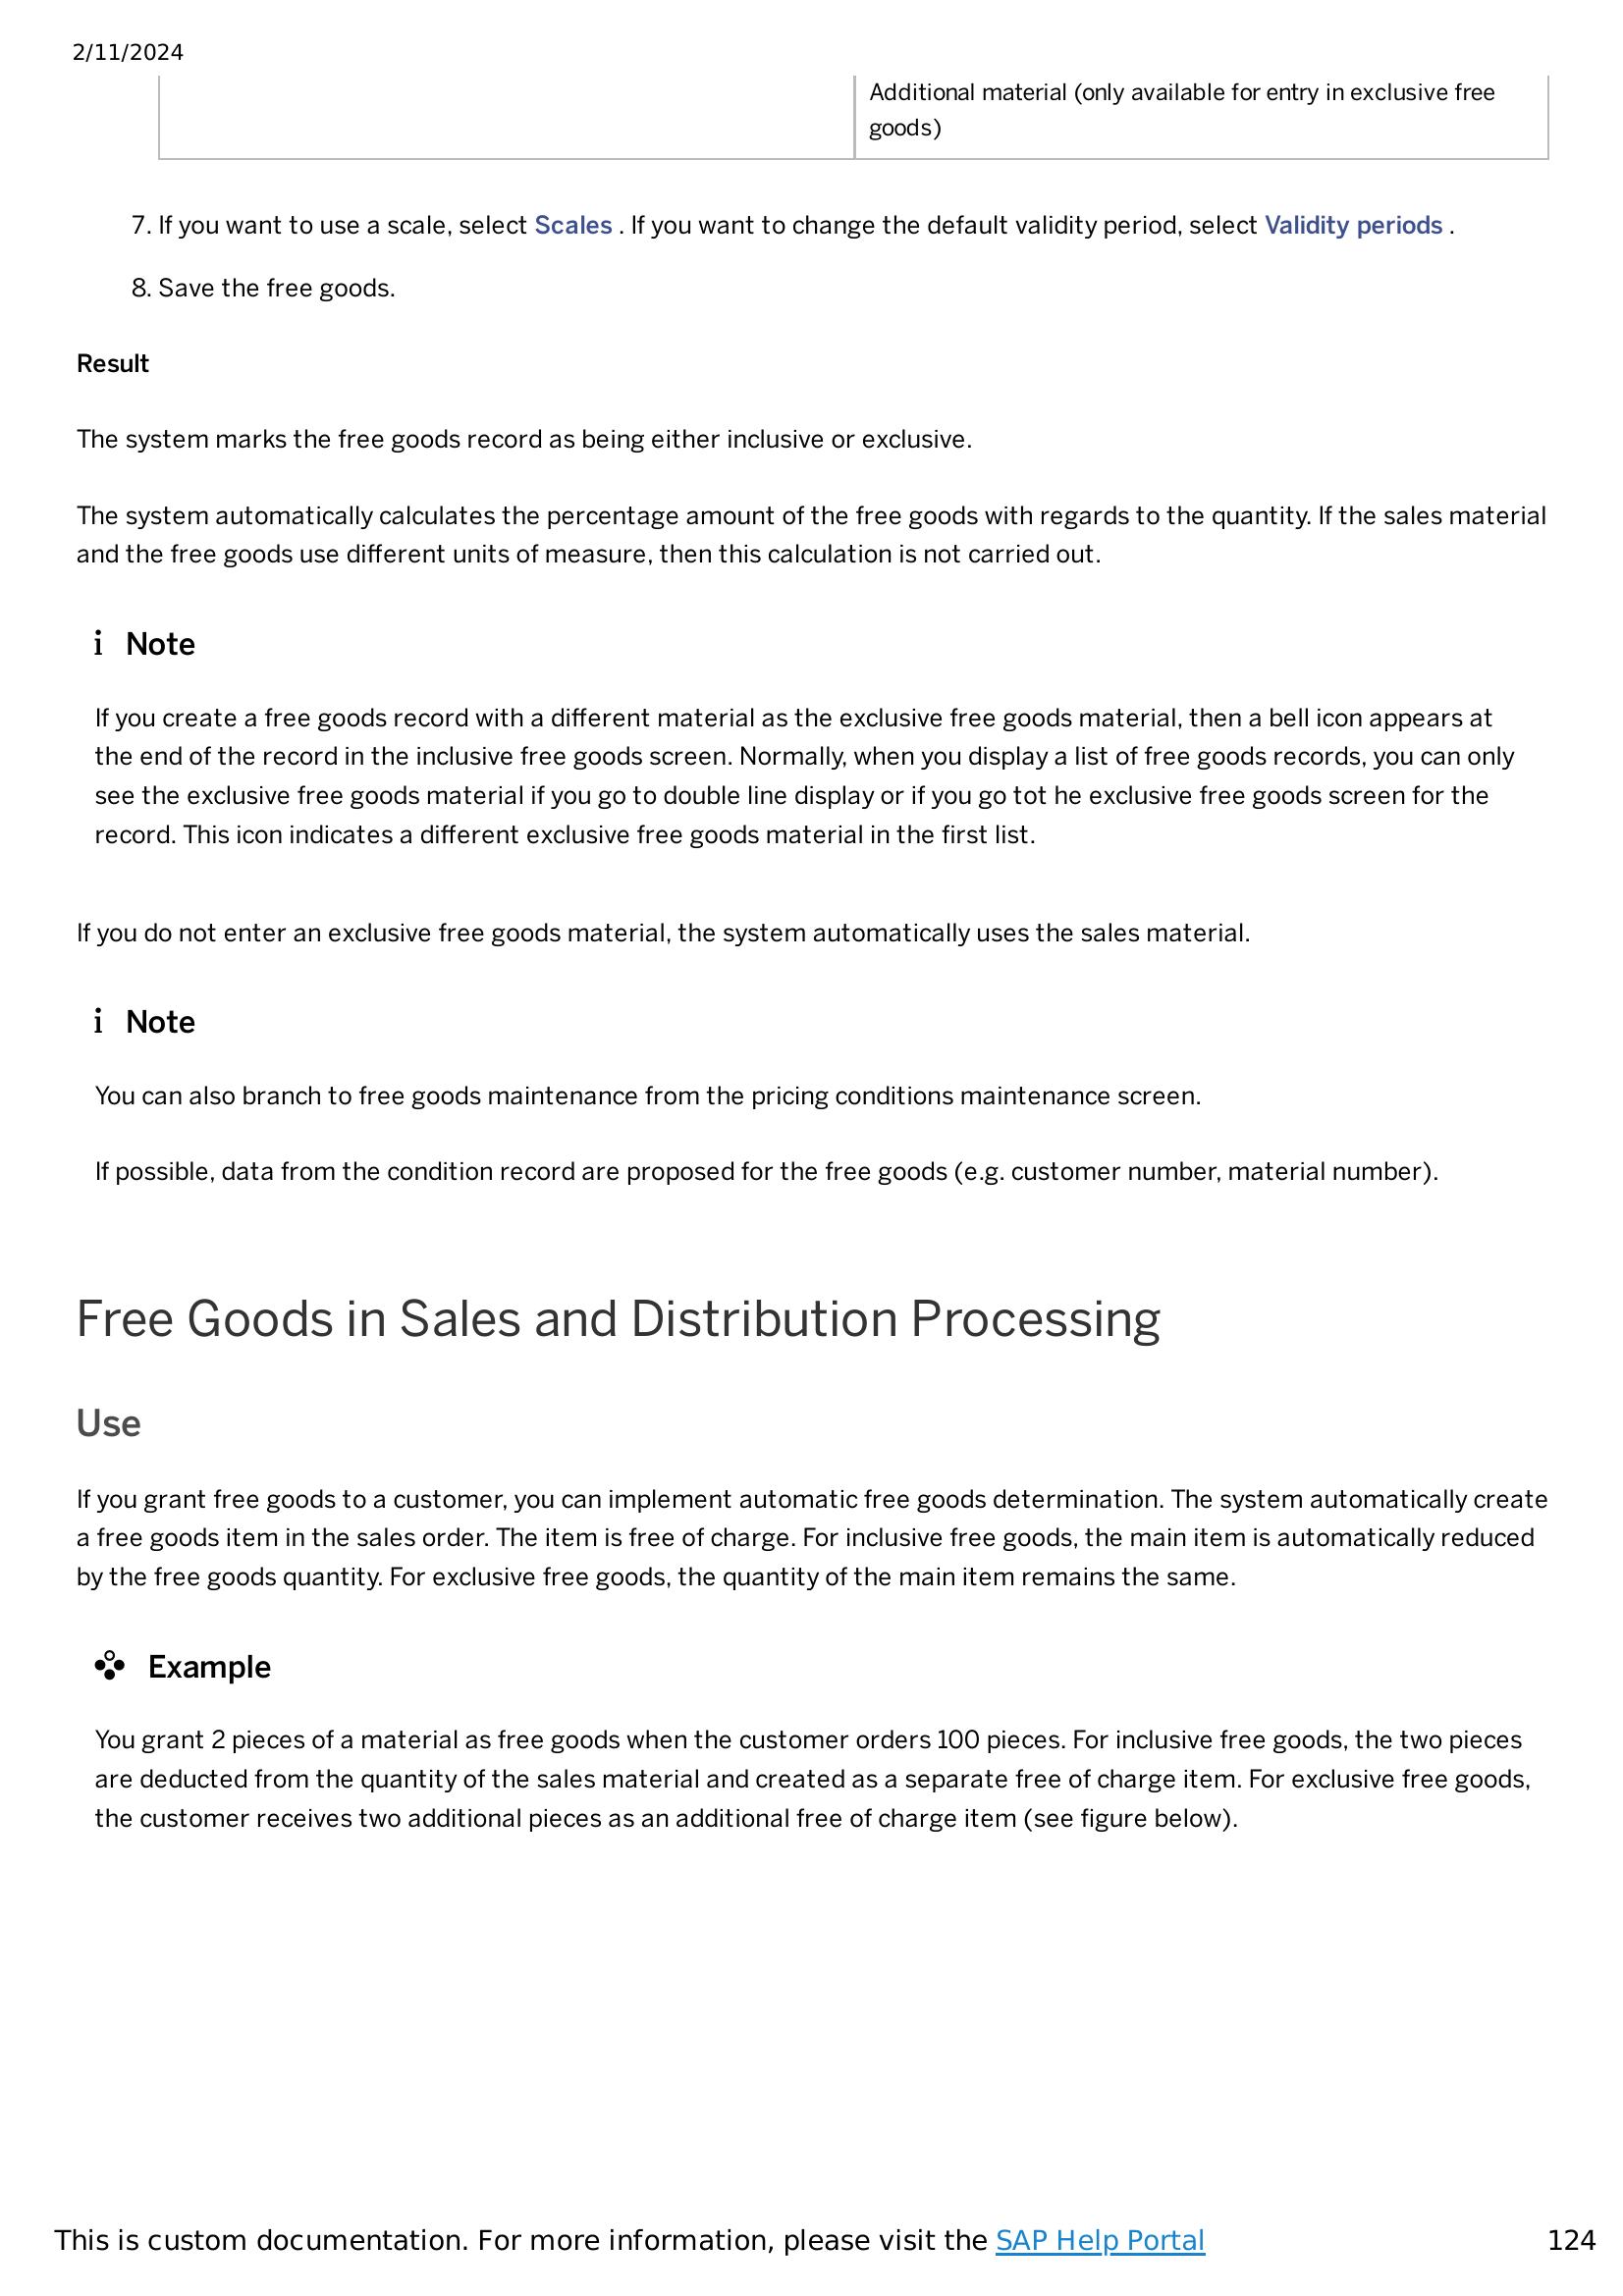 2/11/2024
Additional material (only available for entry in exclusive free
goods)
7. If you want to use a scale, select Scales . If you want to change the default validity period, select Validity periods .
8. Save the free goods.
Result
The system marks the free goods record as being either inclusive or exclusive.
The system automatically calculates the percentage amount of the free goods with regards to the quantity. If the sales material
and the free goods use different units of measure, then this calculation is not carried out.
i Note
If you create a free goods record with a different material as the exclusive free goods material, then a bell icon appears at
the end of the record in the inclusive free goods screen. Normally, when you display a list of free goods records, you can only
see the exclusive free goods material if you go to double line display or if you go tot he exclusive free goods screen for the
record. This icon indicates a different exclusive free goods material in the first list.
If you do not enter an exclusive free goods material, the system automatically uses the sales material.
i Note
You can also branch to free goods maintenance from the pricing conditions maintenance screen.
If possible, data from the condition record are proposed for the free goods (e.g. customer number, material number).
Free Goods in Sales and Distribution Processing
Use
If you grant free goods to a customer, you can implement automatic free goods determination. The system automatically create
a free goods item in the sales order. The item is free of charge. For inclusive free goods, the main item is automatically reduced
by the free goods quantity. For exclusive free goods, the quantity of the main item remains the same.
Example
You grant 2 pieces of a material as free goods when the customer orders 100 pieces. For inclusive free goods, the two pieces
are deducted from the quantity of the sales material and created as a separate free of charge item. For exclusive free goods,
the customer receives two additional pieces as an additional free of charge item (see figure below).
This is custom documentation. For more information, please visit the SAP Help Portal 124